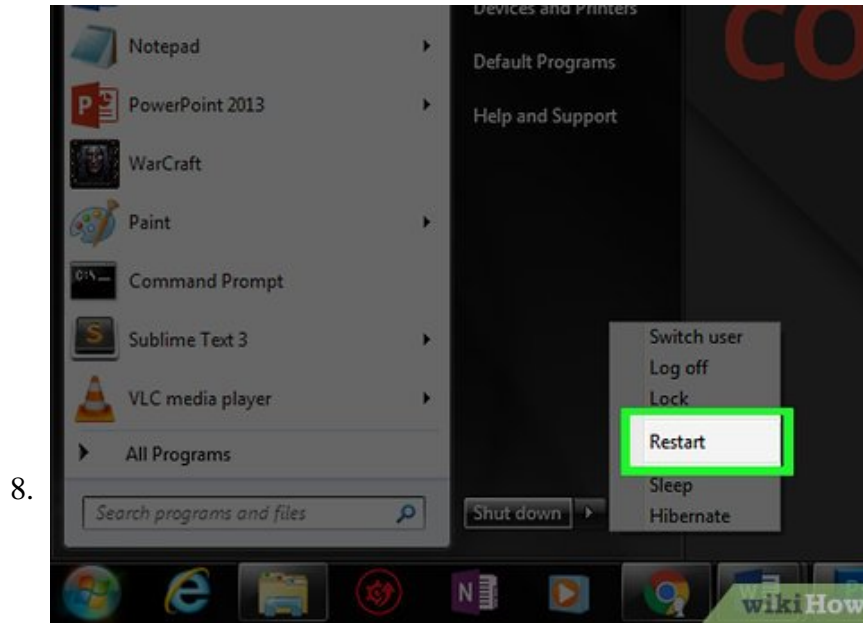 Devices and Printers
CO
Notepad
Default Programs
PowerPoint 2013
Help and Support
WarCraft
Paint
C:\
Command Prompt
Sublime Text 3
Switch user
Log off
VLC media player
Lock
Restart
All Programs
8.
Sleep
Search programs and files
Shut down
Hibernate
wikiHow